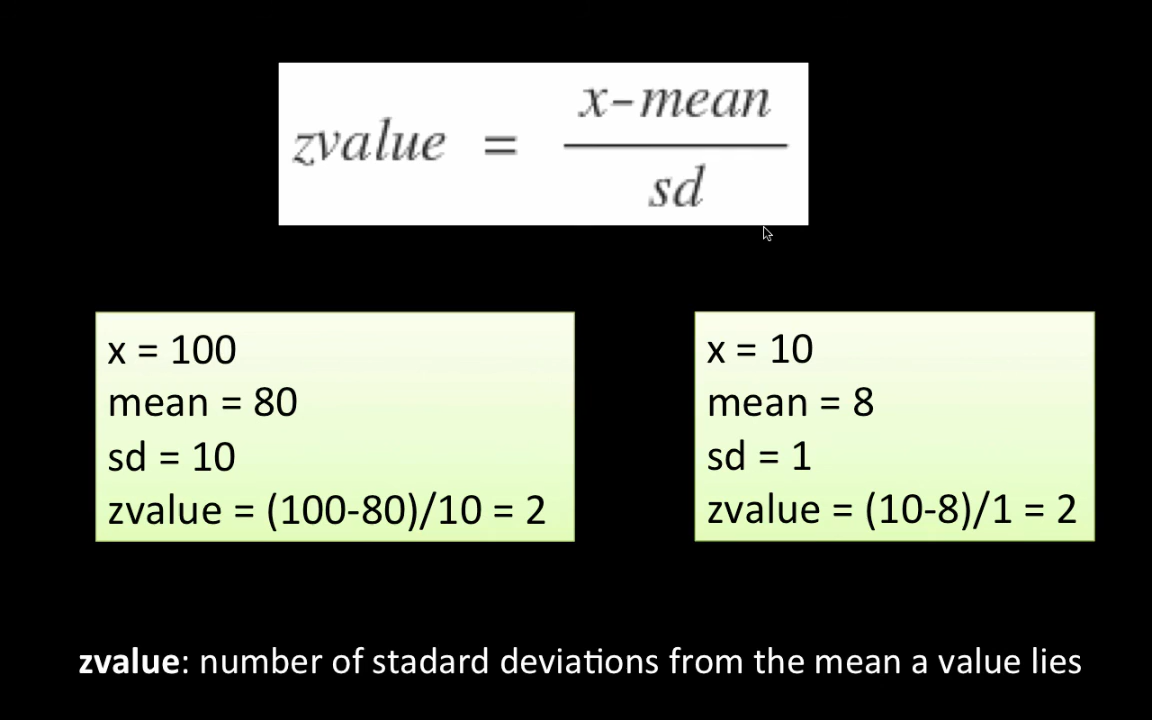 zvalue = x-mean
sd
x = 100
mean = 80
sd = 10
zvalue = (100-80)/10 = 2
x = 10
mean = 8
sd = 1
zvalue = (10-8)/1 = 2
zvalue: number of stadard deviations from the mean a value lies